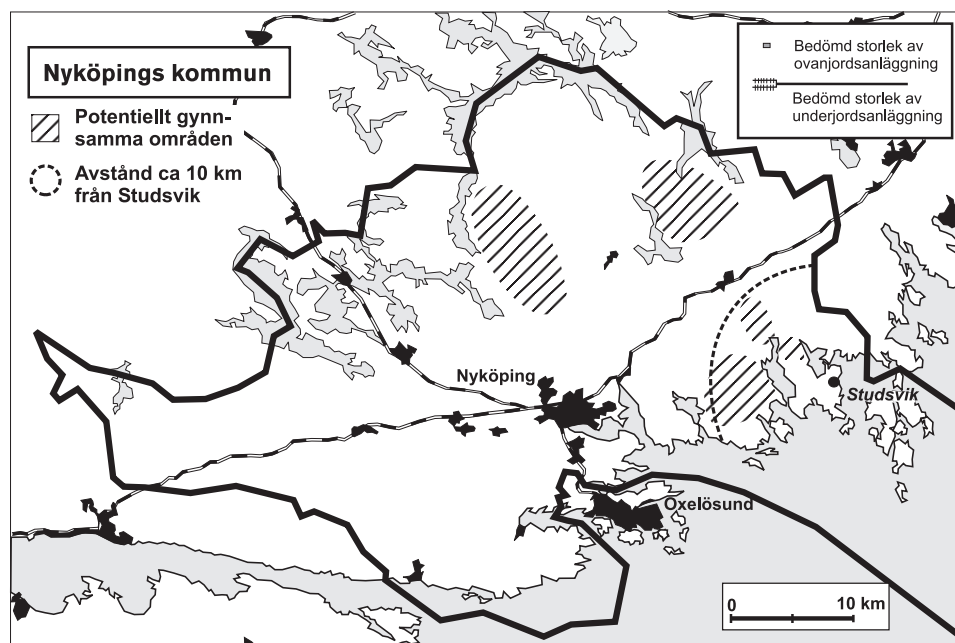 Nyköpings kommun
Potentiellt gynn-
samma områden
Avstånd ca 10 km
från Studsvik
Bedömd storlek av
ovanjordsanläggning
Bedömd storlek av
underjordsanläggning
Nyköping
Studsvik
Oxelösund
0
10 km